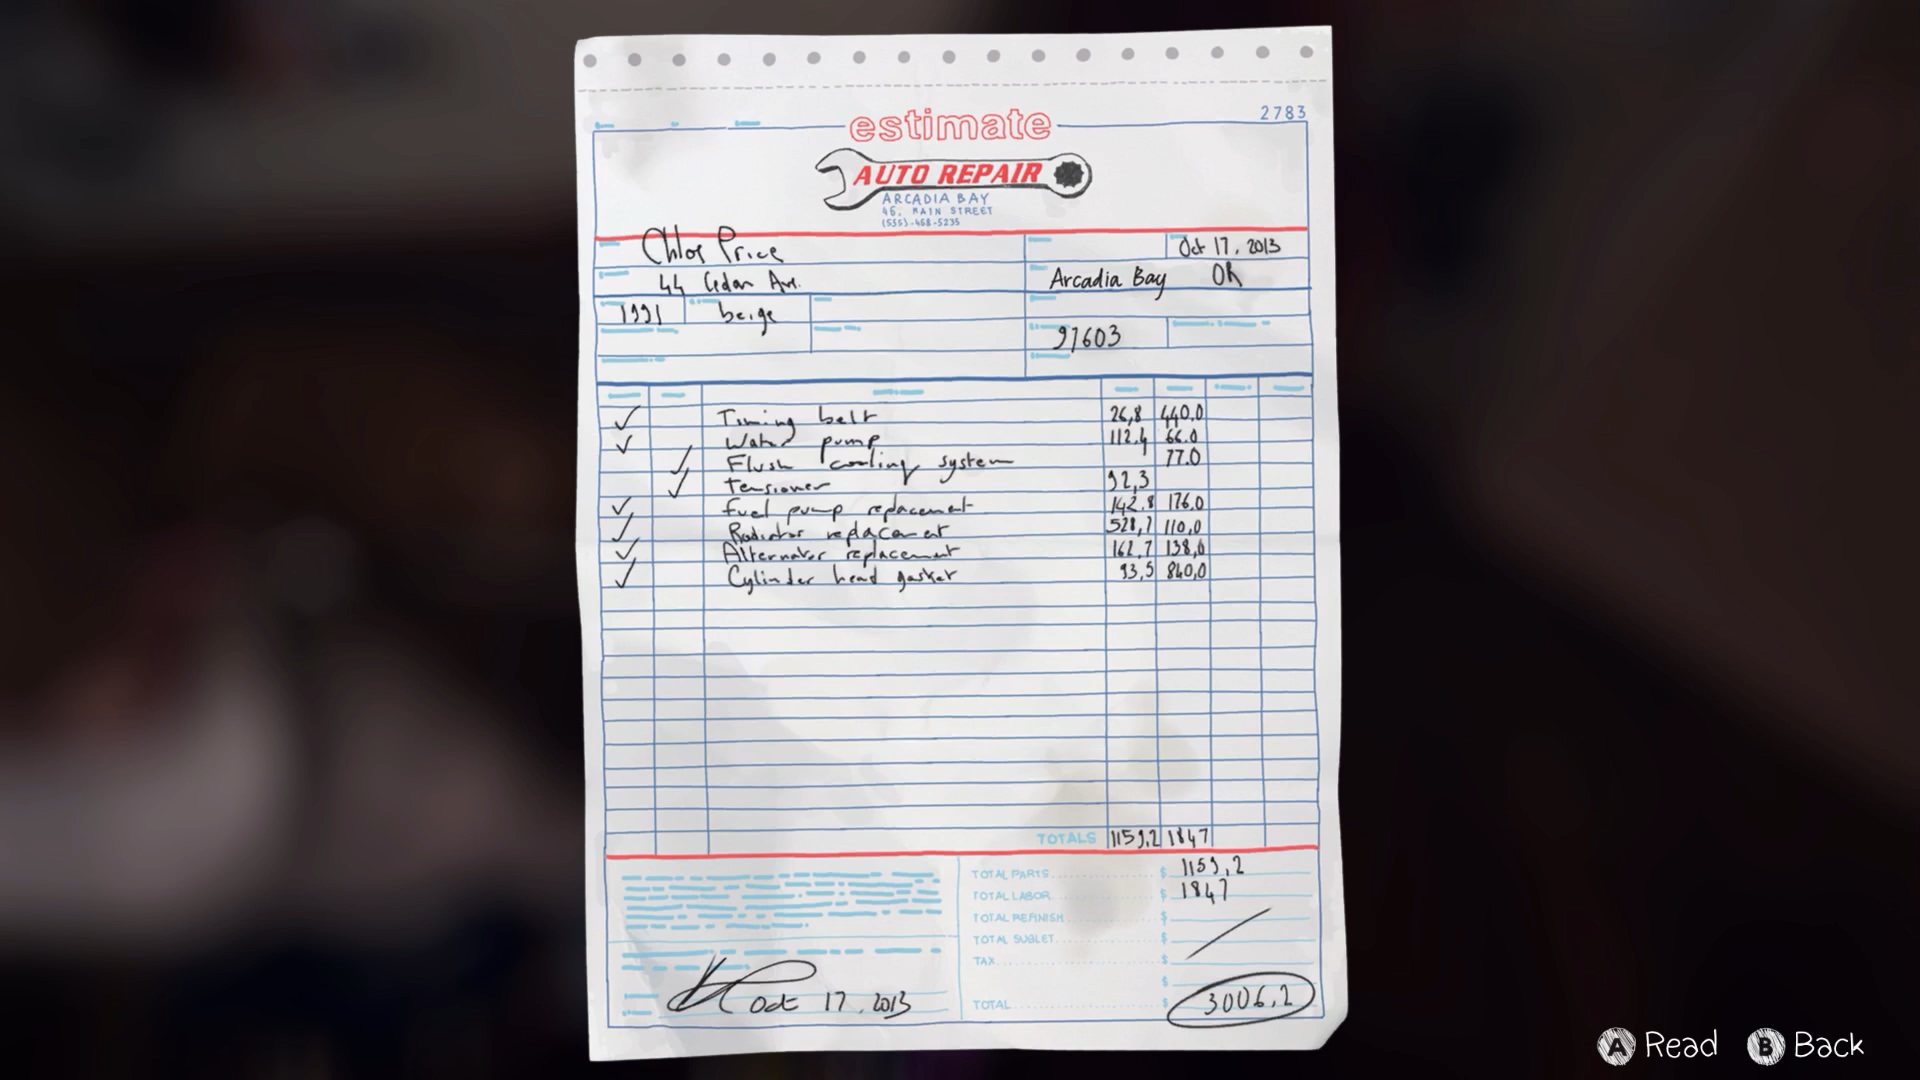 2783
estimate
AUTO REPAIR
ARCADIA BAY
46, MAIN STREET
(555)-468-5235
Chloe Price
Oct 17, 2013
44 Cedar Av.
Arcadia Bay OR
1991 beige
97603
Timing belt 26,8 440.0
Water pump 112.4 66.0
Flush cooling system 77.0
Tensioner 92,3
Fuel pump replacement 142.8 176.0
Radiator replacement 528,7 110,0
Alternator replacement 162,7 138,0
Cylinder head gasket 93,5 840,0
TOTALS 1159,2 1847
TOTAL PARTS $ 1159,2
TOTAL LABOR $ 1847
TOTAL REFINISH $
TOTAL SUBLET $
TAX $
$
TOTAL $ 3006,2
Oct 17, 2013
A Read B Back